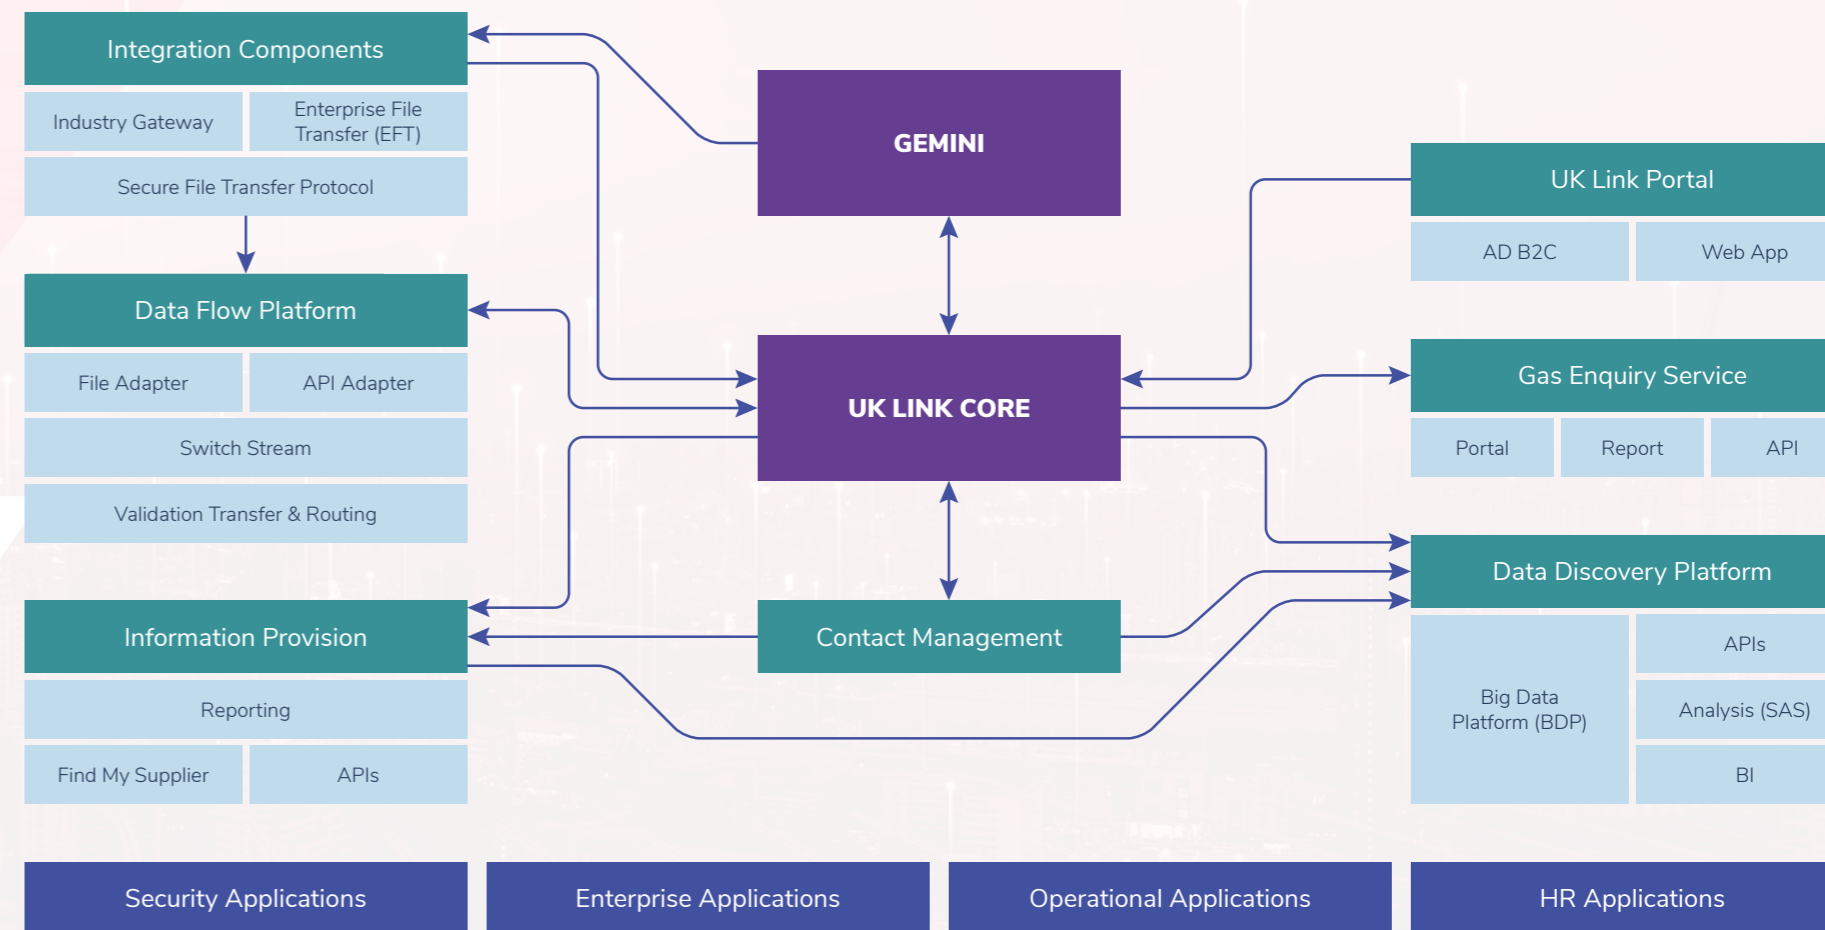 Integration Components
Industry Gateway
Enterprise File
Transfer (EFT)
Secure File Transfer Protocol
Data Flow Platform
File Adapter
API Adapter
Switch Stream
Validation Transfer & Routing
Information Provision
Reporting
Find My Supplier
APIs
GEMINI
UK LINK CORE
Contact Management
UK Link Portal
AD B2C
Web App
Gas Enquiry Service
Portal
Report
API
Data Discovery Platform
Big Data
Platform (BDP)
APIs
Analysis (SAS)
BI
Security Applications
Enterprise Applications
Operational Applications
HR Applications